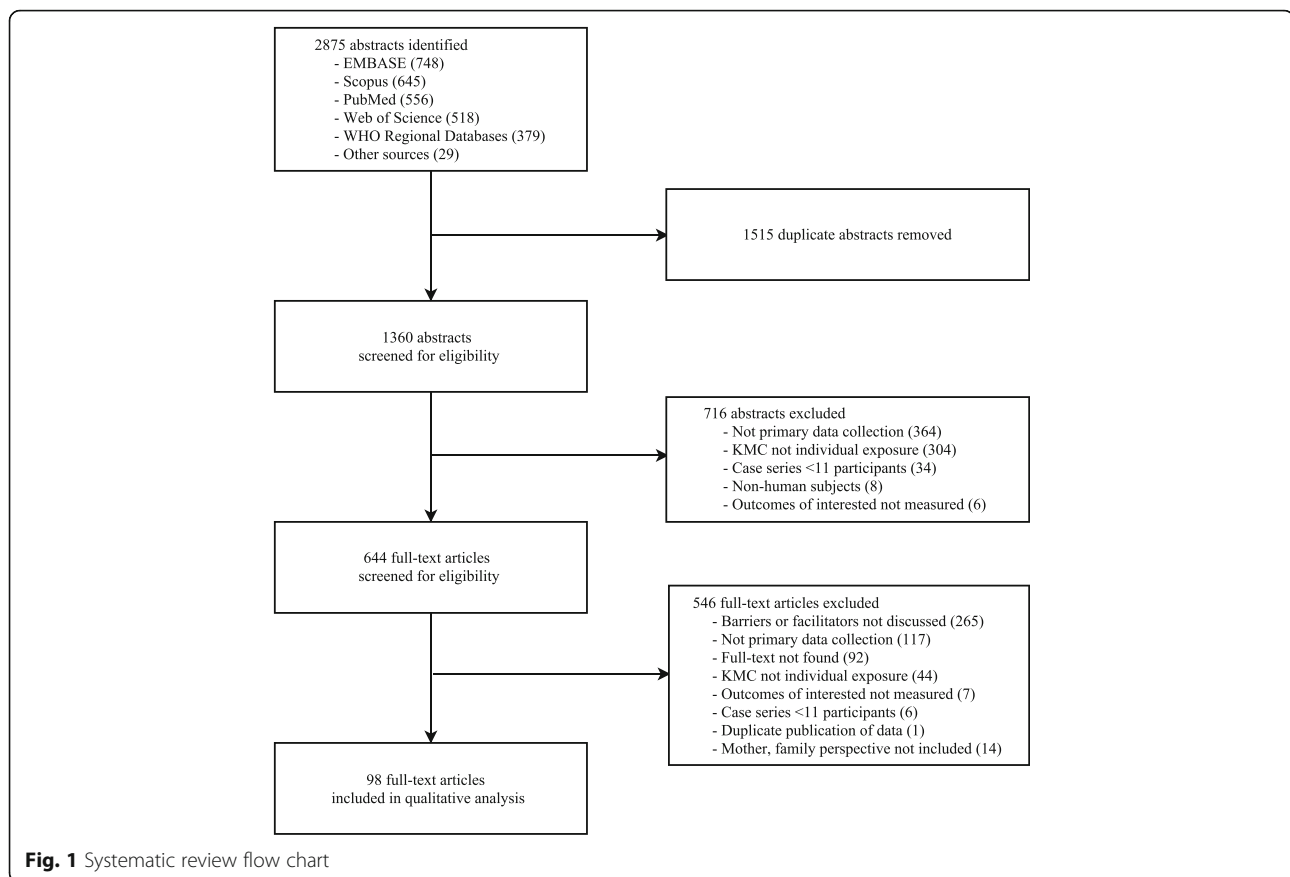 2875 abstracts identified
- EMBASE (748)
- Scopus (645)
- PubMed (556)
- Web of Science (518)
- WHO Regional Databases (379)
- Other sources (29)
1515 duplicate abstracts removed
1360 abstracts
screened for eligibility
716 abstracts excluded
- Not primary data collection (364)
- KMC not individual exposure (304)
- Case series <11 participants (34)
- Non-human subjects (8)
- Outcomes of interested not measured (6)
644 full-text articles
screened for eligibility
546 full-text articles excluded
- Barriers or facilitators not discussed (265)
- Not primary data collection (117)
- Full-text not found (92)
- KMC not individual exposure (44)
- Outcomes of interested not measured (7)
- Case series <11 participants (6)
- Duplicate publication of data (1)
- Mother, family perspective not included (14)
98 full-text articles
included in qualitative analysis
Fig. 1 Systematic review flow chart